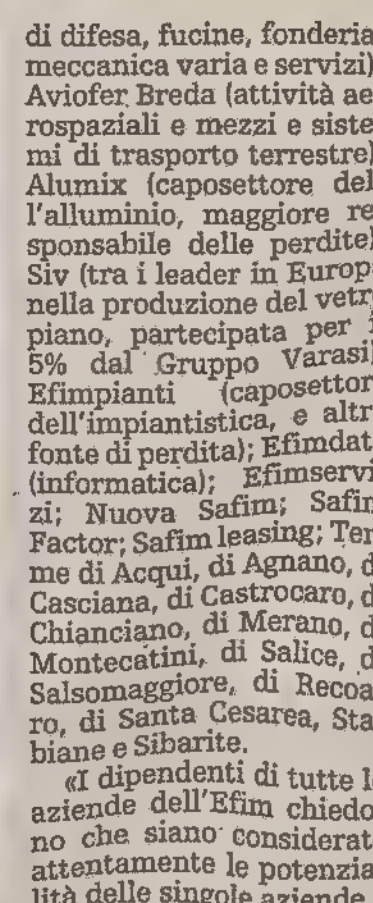 di difesa, fucine, fonderia
meccanica varia e servizi)
Aviofer Breda (attività ae
rospaziali e mezzi e siste
mi di trasporto terrestre)
Alumix (caposettore del
l'alluminio, maggiore re
sponsabile delle perdite)
Siv (tra i leader in Europ
nella produzione del vetr
piano, partecipata per i
5% dal Gruppo Varasi)
Efimpianti (caposettor
dell'impiantistica, e altr
fonte di perdita); Efimdat
(informatica); Efimservi
zi; Nuova Safim; Safim
Factor; Safim leasing; Ter
me di Acqui, di Agnano, d
Casciana, di Castrocaro, d
Chianciano, di Merano, d
Montecatini, di Salice, d
Salsomaggiore, di Recoa
ro, di Santa Cesarea, Sta
biane e Sibarite.
«I dipendenti di tutte l
aziende dell'Efim chiedo
no che siano considerat
attentamente le potenzia
lità delle singole aziende